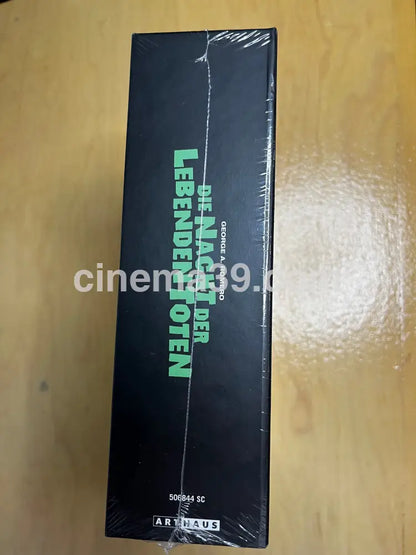 GEORGE A. ROMERO
DIE NACHT DER
LEBENDEN TOTEN
cinema39.
506844 SC
ARTHAUS